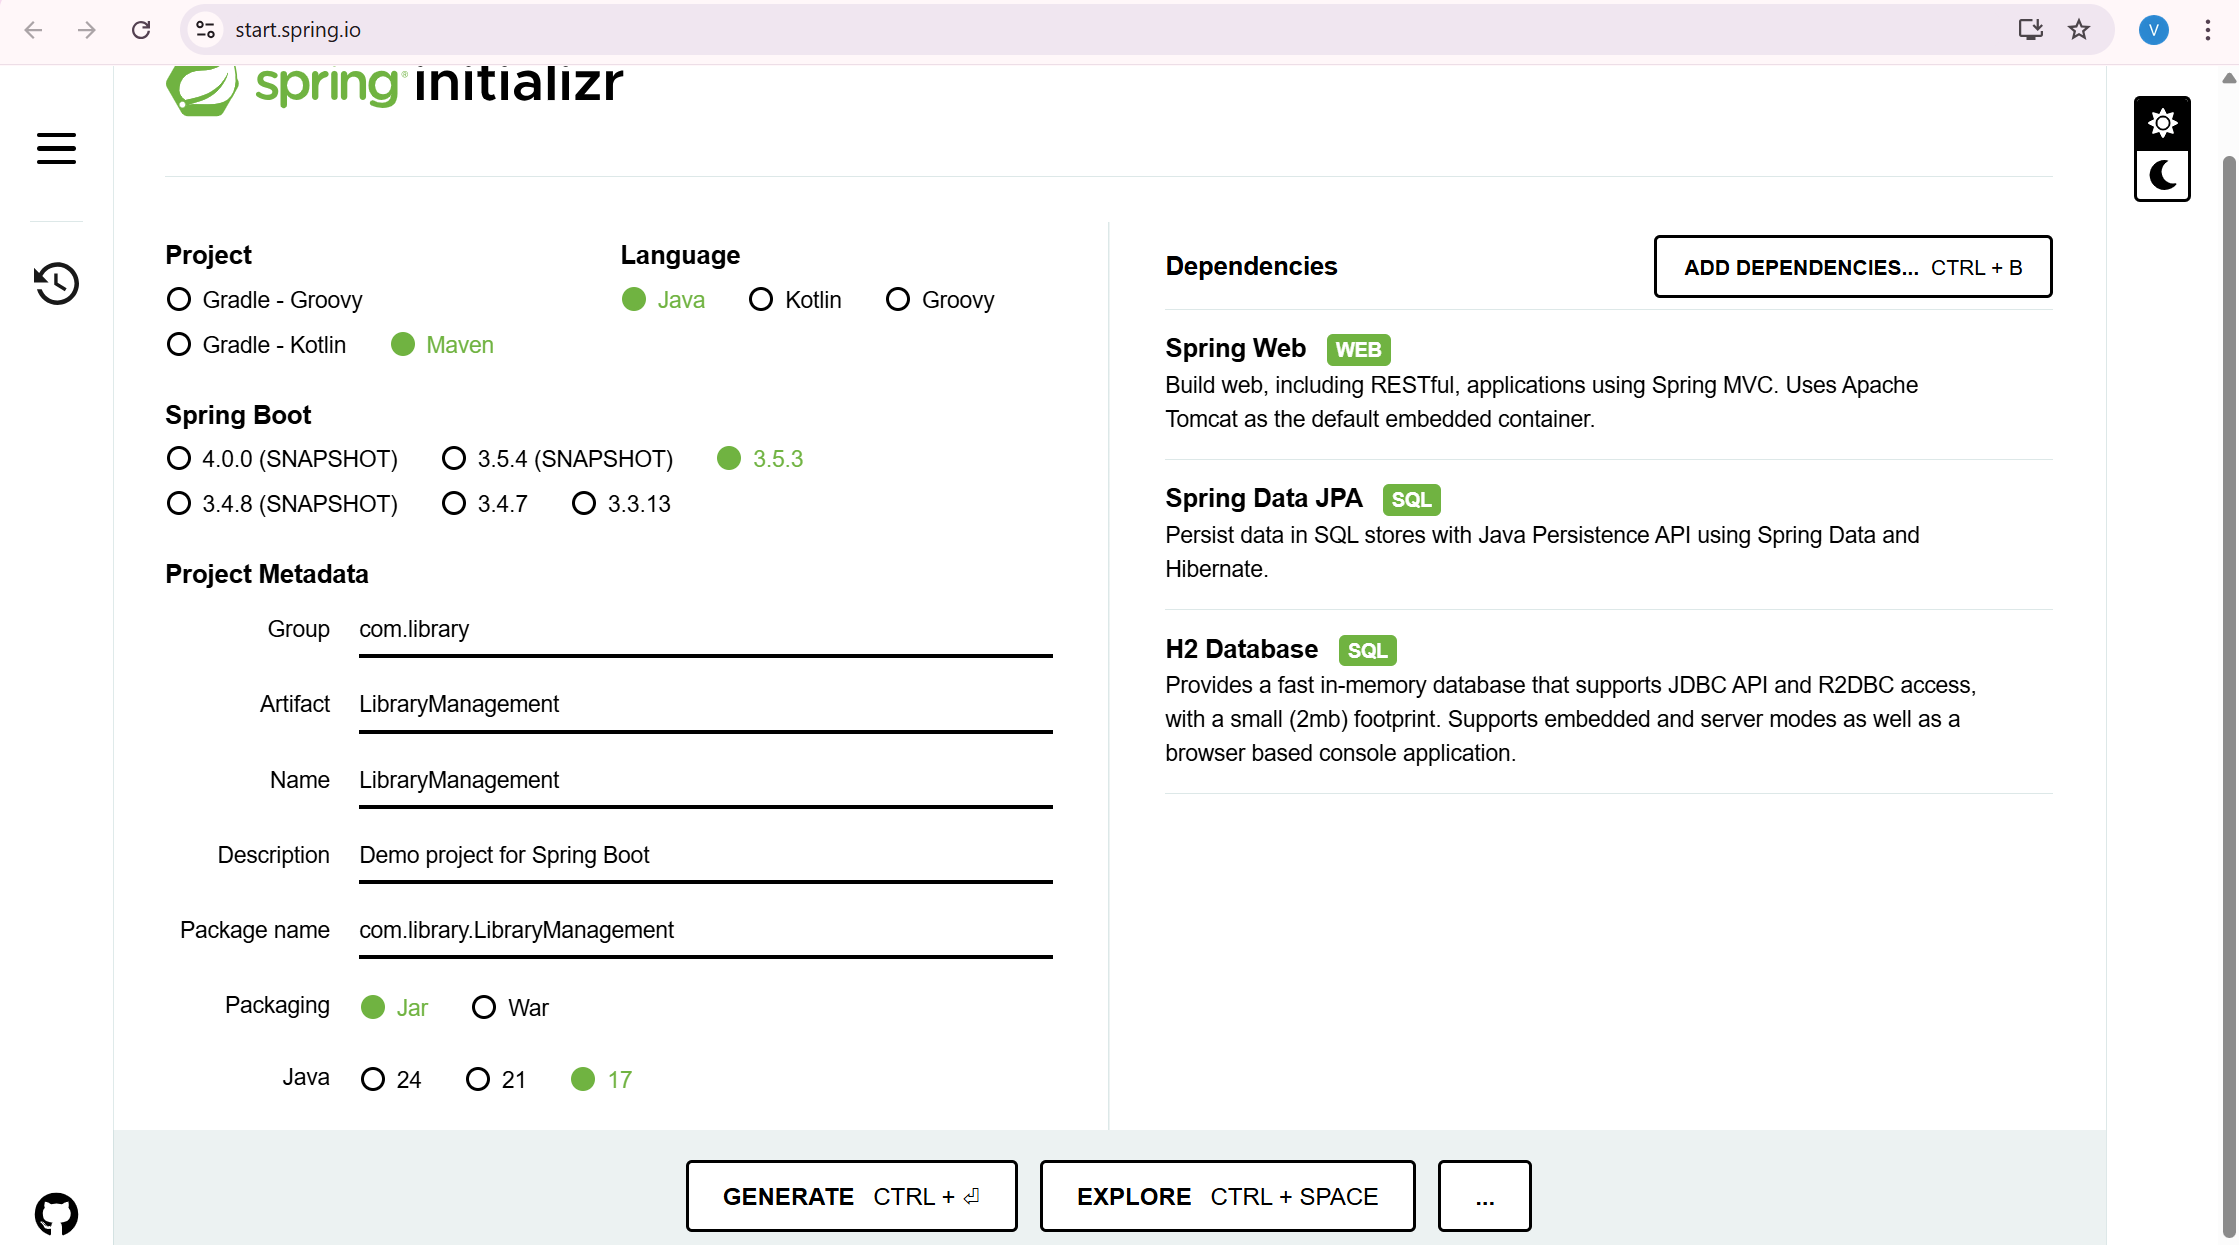 start.spring.io
V
spring® initializr
Project
Gradle - Groovy
Gradle - Kotlin Maven
Language
Java Kotlin Groovy
Spring Boot
4.0.0 (SNAPSHOT) 3.5.4 (SNAPSHOT) 3.5.3
3.4.8 (SNAPSHOT) 3.4.7 3.3.13
Project Metadata
Group com.library
Artifact LibraryManagement
Name LibraryManagement
Description Demo project for Spring Boot
Package name com.library.LibraryManagement
Packaging Jar War
Java 24 21 17
Dependencies
ADD DEPENDENCIES... CTRL + B
Spring Web WEB
Build web, including RESTful, applications using Spring MVC. Uses Apache
Tomcat as the default embedded container.
Spring Data JPA SQL
Persist data in SQL stores with Java Persistence API using Spring Data and
Hibernate.
H2 Database SQL
Provides a fast in-memory database that supports JDBC API and R2DBC access,
with a small (2mb) footprint. Supports embedded and server modes as well as a
browser based console application.
GENERATE CTRL + ⏎
EXPLORE CTRL + SPACE
...